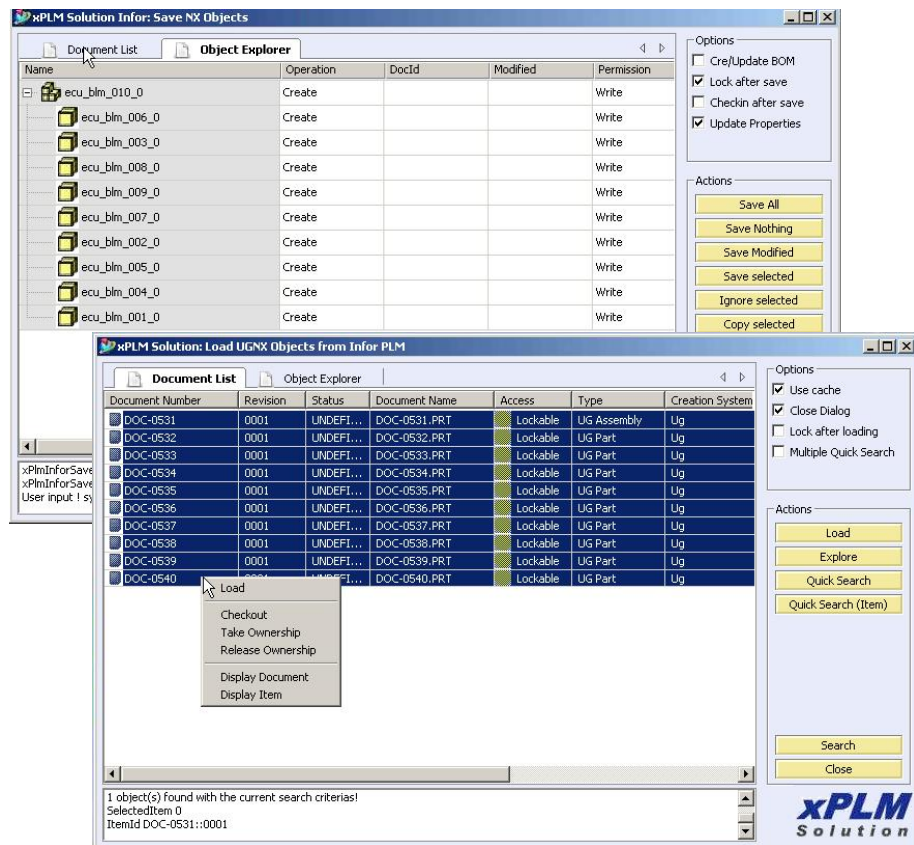 xPLM Solution Infor: Save NX Objects
Document List Object Explorer
Name Operation DocId Modified Permission
ecu_blm_010_0 Create Write
ecu_blm_006_0 Create Write
ecu_blm_003_0 Create Write
ecu_blm_008_0 Create Write
ecu_blm_009_0 Create Write
ecu_blm_007_0 Create Write
ecu_blm_002_0 Create Write
ecu_blm_005_0 Create Write
ecu_blm_004_0 Create Write
ecu_blm_001_0 Create Write
Options
Cre/Update BOM
Lock after save
Checkin after save
Update Properties
Actions
Save All
Save Nothing
Save Modified
Save selected
Ignore selected
Copy selected
xPlmInforSave
xPlmInforSave
User input ! sy
xPLM Solution: Load UGNX Objects from Infor PLM
Document List Object Explorer
Document Number Revision Status Document Name Access Type Creation System
DOC-0531 0001 UNDEFI... DOC-0531.PRT Lockable UG Assembly Ug
DOC-0532 0001 UNDEFI... DOC-0532.PRT Lockable UG Part Ug
DOC-0533 0001 UNDEFI... DOC-0533.PRT Lockable UG Part Ug
DOC-0534 0001 UNDEFI... DOC-0534.PRT Lockable UG Part Ug
DOC-0535 0001 UNDEFI... DOC-0535.PRT Lockable UG Part Ug
DOC-0536 0001 UNDEFI... DOC-0536.PRT Lockable UG Part Ug
DOC-0537 0001 UNDEFI... DOC-0537.PRT Lockable UG Part Ug
DOC-0538 0001 UNDEFI... DOC-0538.PRT Lockable UG Part Ug
DOC-0539 0001 UNDEFI... DOC-0539.PRT Lockable UG Part Ug
DOC-0540 DOC-0540.PRT Lockable UG Part Ug
Load
Checkout
Take Ownership
Release Ownership
Display Document
Display Item
Options
Use cache
Close Dialog
Lock after loading
Multiple Quick Search
Actions
Load
Explore
Quick Search
Quick Search (Item)
Search
Close
1 object(s) found with the current search criterias!
SelectedItem 0
ItemId DOC-0531::0001
xPLM
Solution